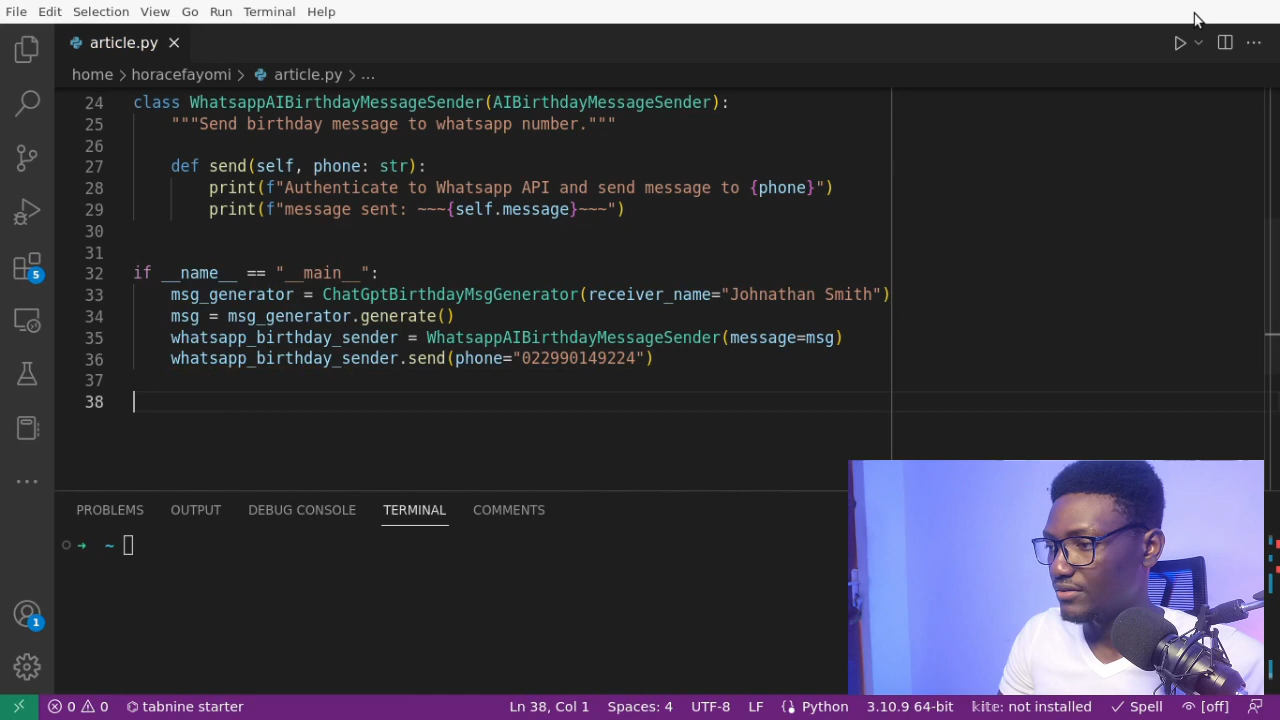 File Edit Selection View Go Run Terminal Help
article.py
home > horacefayomi > article.py > ...
24 class WhatsappAIBirthdayMessageSender(AIBirthdayMessageSender):
25 """Send birthday message to whatsapp number."""
26
27 def send(self, phone: str):
28 print(f"Authenticate to Whatsapp API and send message to {phone}")
29 print(f"message sent: ~~~{self.message}~~~")
30
31
32 if __name__ == "__main__":
33 msg_generator = ChatGptBirthdayMsgGenerator(receiver_name="Johnathan Smith")
34 msg = msg_generator.generate()
35 whatsapp_birthday_sender = WhatsappAIBirthdayMessageSender(message=msg)
36 whatsapp_birthday_sender.send(phone="022990149224")
37
38
5
PROBLEMS OUTPUT DEBUG CONSOLE TERMINAL COMMENTS
~
1
0 0 tabnine starter Ln 38, Col 1 Spaces: 4 UTF-8 LF Python 3.10.9 64-bit kite: not installed Spell [off]